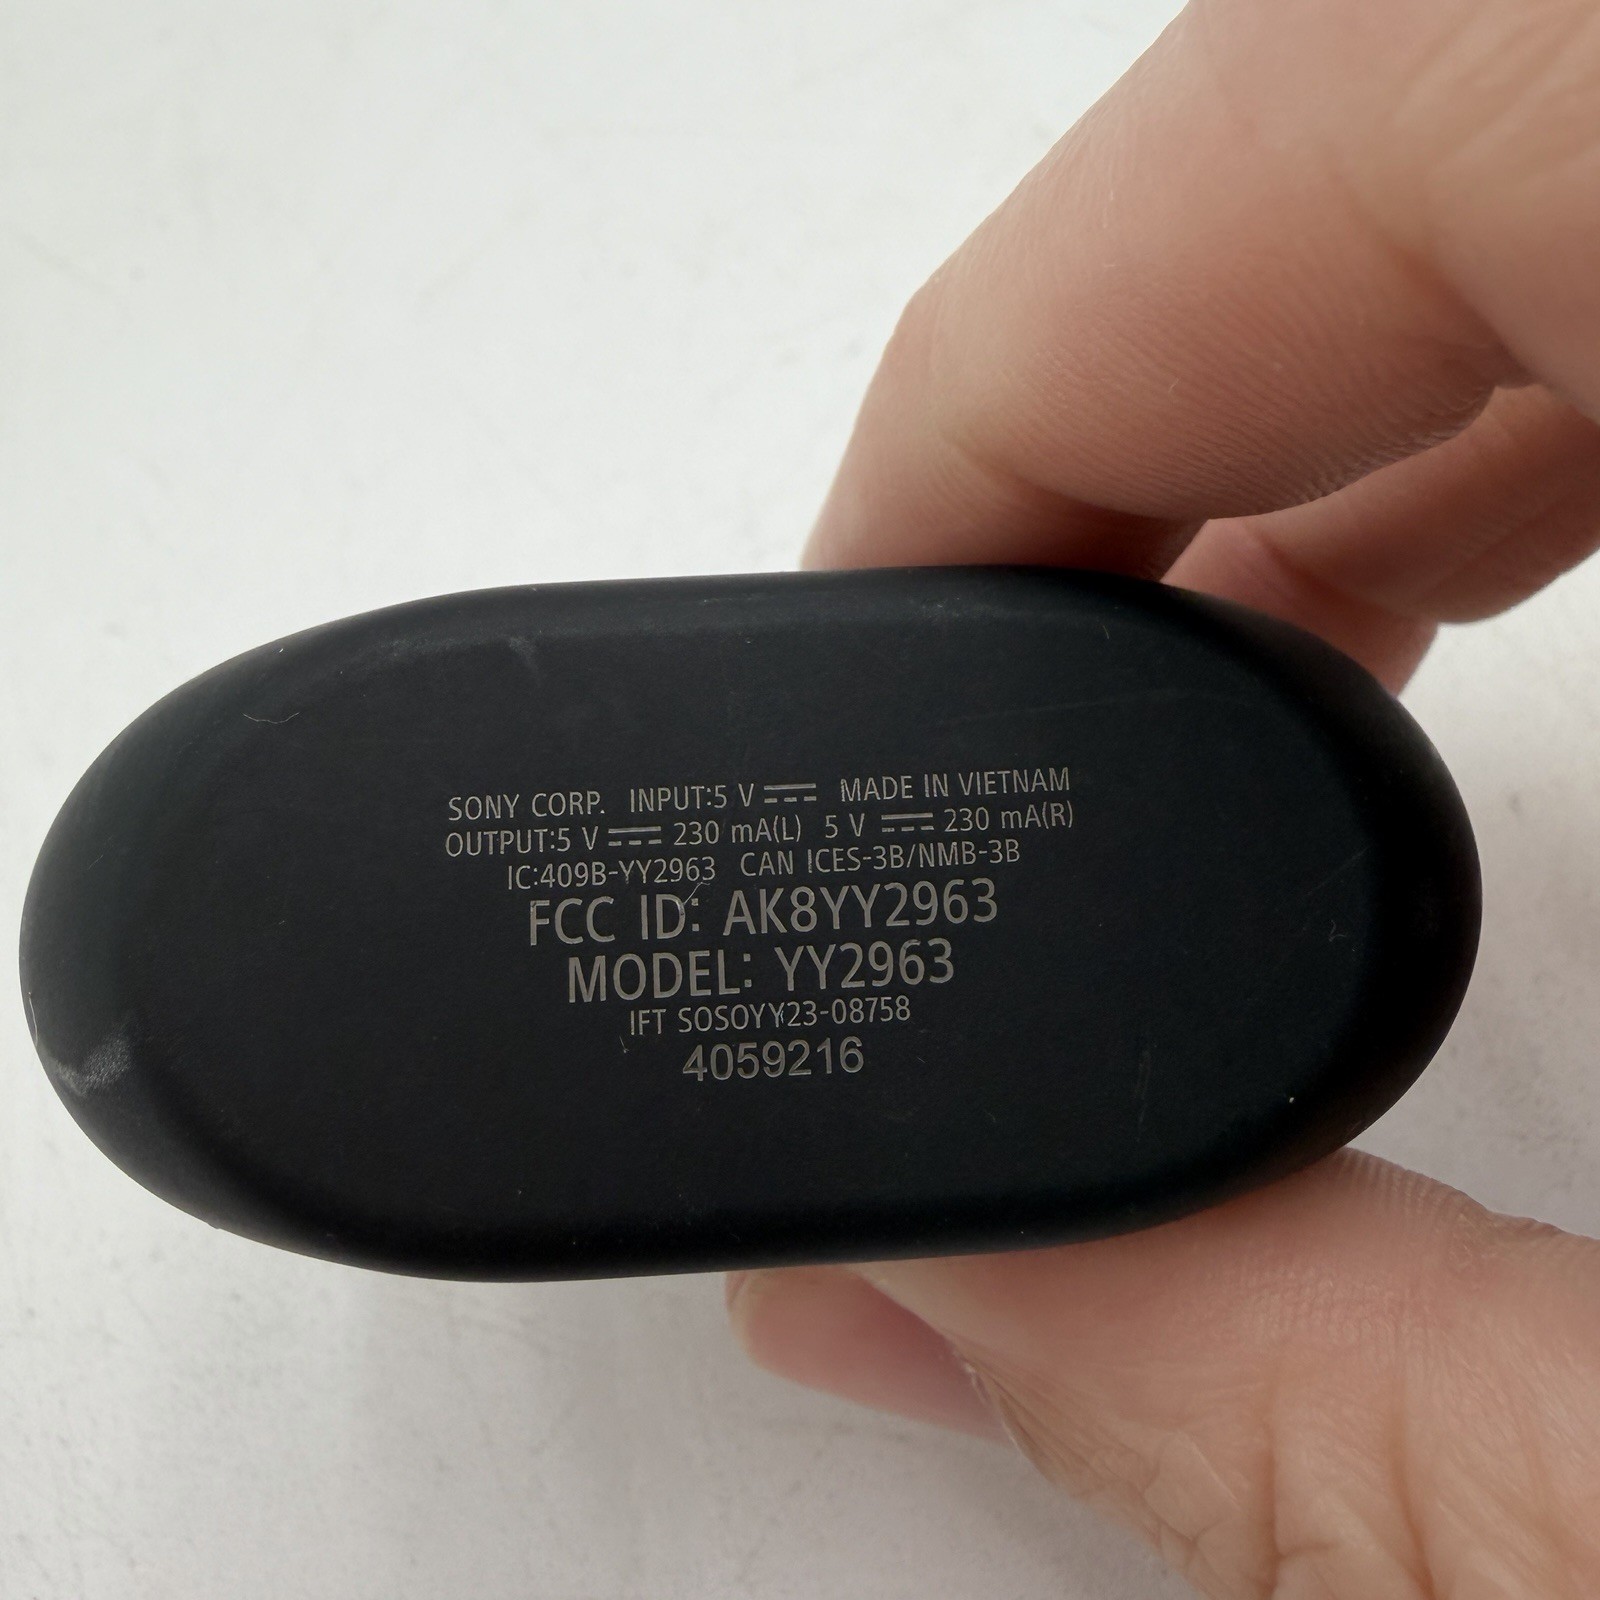 SONY CORP. INPUT:5 V ⎓ MADE IN VIETNAM
OUTPUT:5 V ⎓ 230 mA(L) 5 V ⎓ 230 mA(R)
IC:409B-YY2963 CAN ICES-3B/NMB-3B
FCC ID: AK8YY2963
MODEL: YY2963
IFT SOSOYY23-08758
4059216